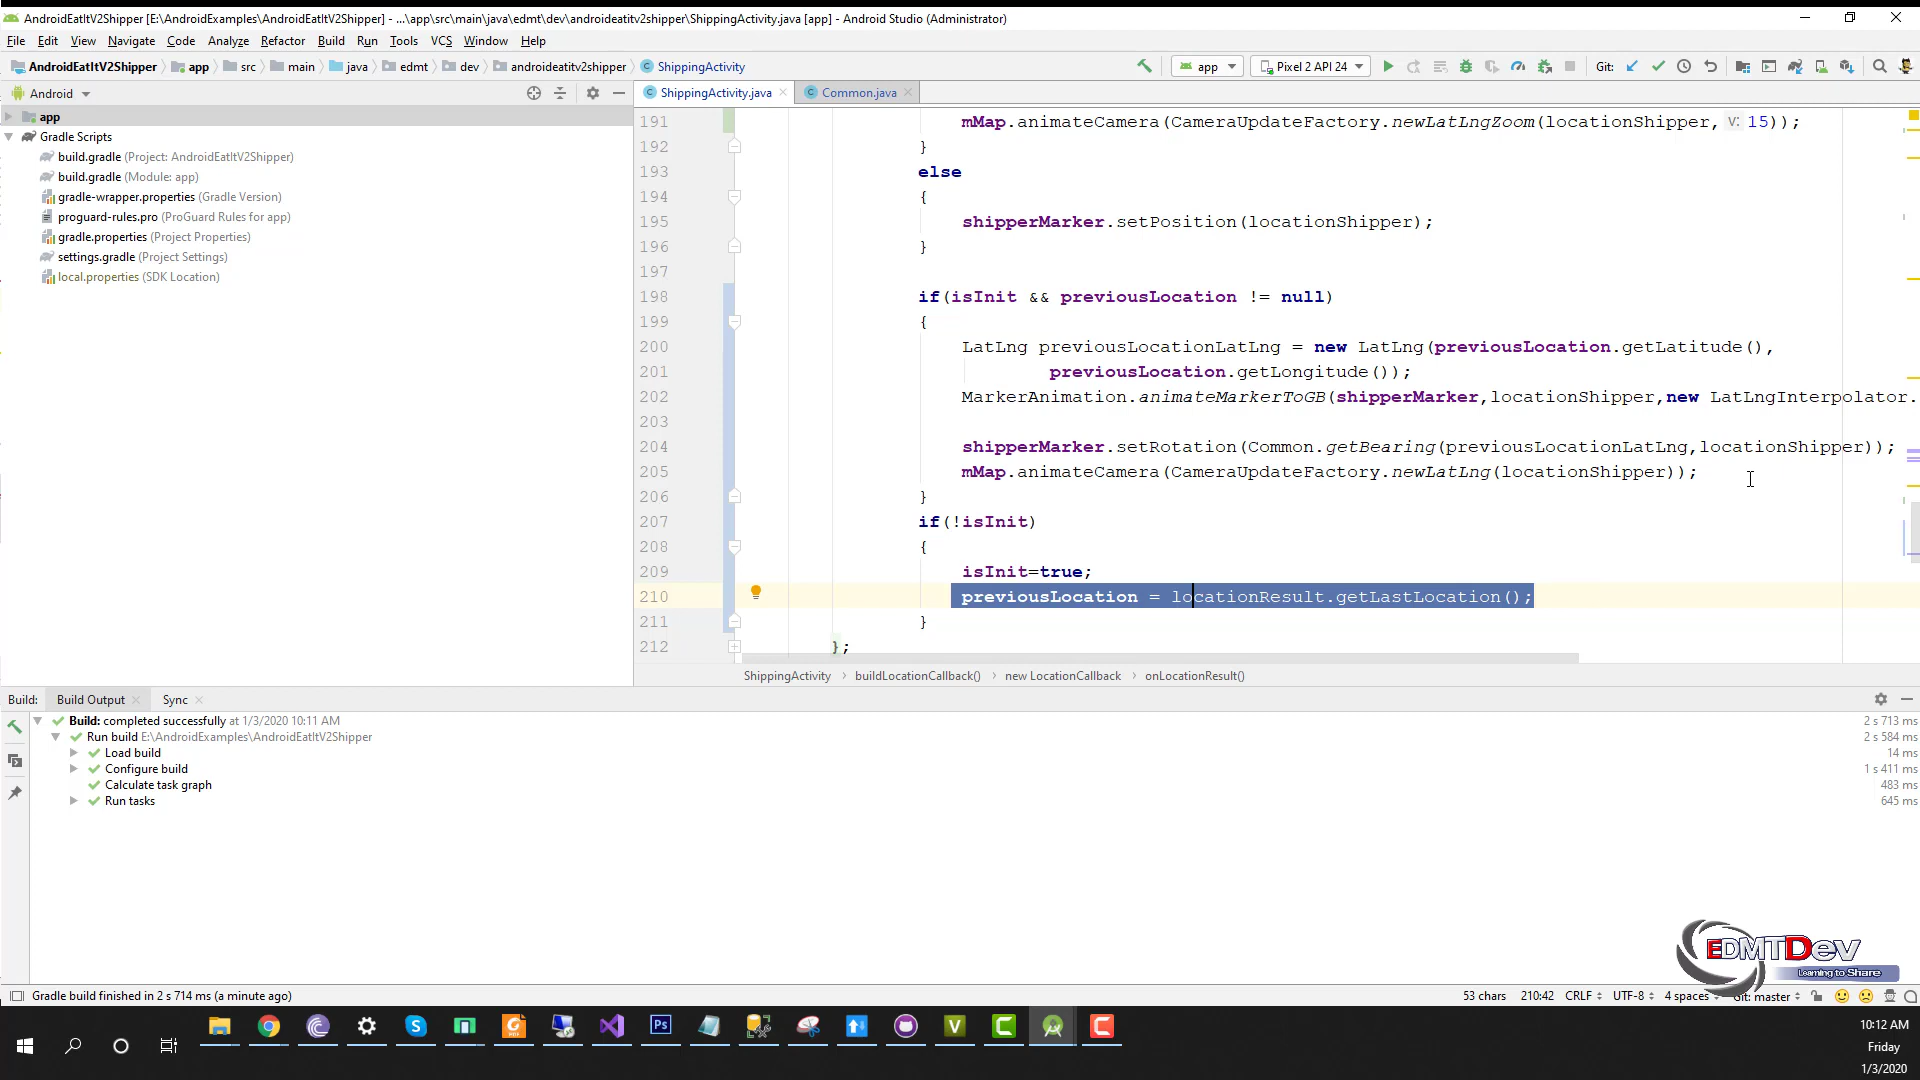 AndroidEatItV2Shipper [E:\AndroidExamples\AndroidEatItV2Shipper] - ...\app\src\main\java\edmt\dev\androideatitv2shipper\ShippingActivity.java [app] - Android Studio (Administrator)
File Edit View Navigate Code Analyze Refactor Build Run Tools VCS Window Help
AndroidEatItV2Shipper app src main java edmt dev androideatitv2shipper ShippingActivity app Pixel 2 API 24 Git:
Android ShippingActivity.java Common.java
app
Gradle Scripts
build.gradle (Project: AndroidEatItV2Shipper)
build.gradle (Module: app)
gradle-wrapper.properties (Gradle Version)
proguard-rules.pro (ProGuard Rules for app)
gradle.properties (Project Properties)
settings.gradle (Project Settings)
local.properties (SDK Location)
191 mMap.animateCamera(CameraUpdateFactory.newLatLngZoom(locationShipper, v: 15));
192 }
193 else
194 {
195 shipperMarker.setPosition(locationShipper);
196 }
197
198 if(isInit && previousLocation != null)
199 {
200 LatLng previousLocationLatLng = new LatLng(previousLocation.getLatitude(),
201 previousLocation.getLongitude());
202 MarkerAnimation.animateMarkerToGB(shipperMarker,locationShipper,new LatLngInterpolator.
203
204 shipperMarker.setRotation(Common.getBearing(previousLocationLatLng,locationShipper));
205 mMap.animateCamera(CameraUpdateFactory.newLatLng(locationShipper));
206 }
207 if(!isInit)
208 {
209 isInit=true;
210 previousLocation = locationResult.getLastLocation();
211 }
212 };
ShippingActivity › buildLocationCallback() › new LocationCallback › onLocationResult()
Build: Build Output Sync
Build: completed successfully at 1/3/2020 10:11 AM 2 s 713 ms
Run build E:\AndroidExamples\AndroidEatItV2Shipper 2 s 584 ms
Load build 14 ms
Configure build 1 s 411 ms
Calculate task graph 483 ms
Run tasks 645 ms
EDMTDev
Learning to Share
Gradle build finished in 2 s 714 ms (a minute ago) 53 chars 210:42 CRLF UTF-8 4 spaces Git: master
10:12 AM
Friday
1/3/2020